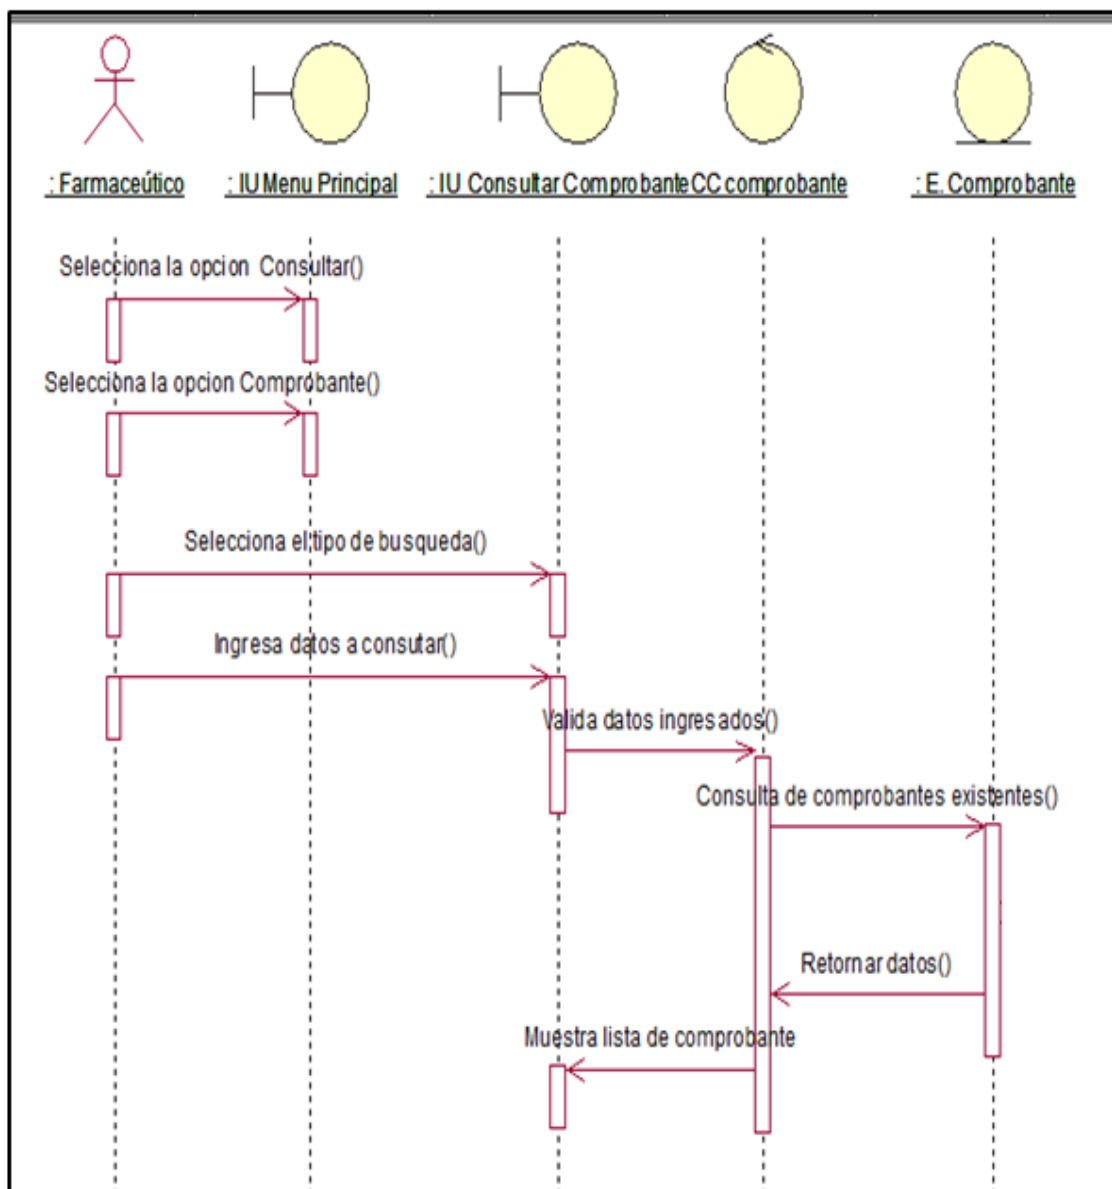 : Farmaceútico
: IU Menu Principal
: IU Consultar Comprobante
CC comprobante
: E. Comprobante
Selecciona la opcion Consultar()
Selecciona la opcion Comprobante()
Selecciona el tipo de busqueda()
Ingresa datos a consutar()
Valida datos ingresados()
Consulta de comprobantes existentes()
Retornar datos()
Muestra lista de comprobante